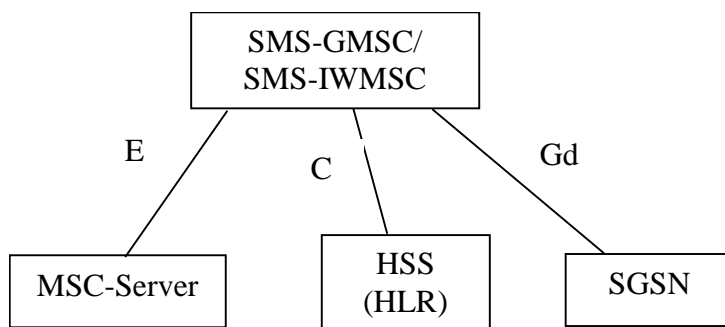 SMS-GMSC/
SMS-IWMSC
E
C
Gd
MSC-Server
HSS
(HLR)
SGSN